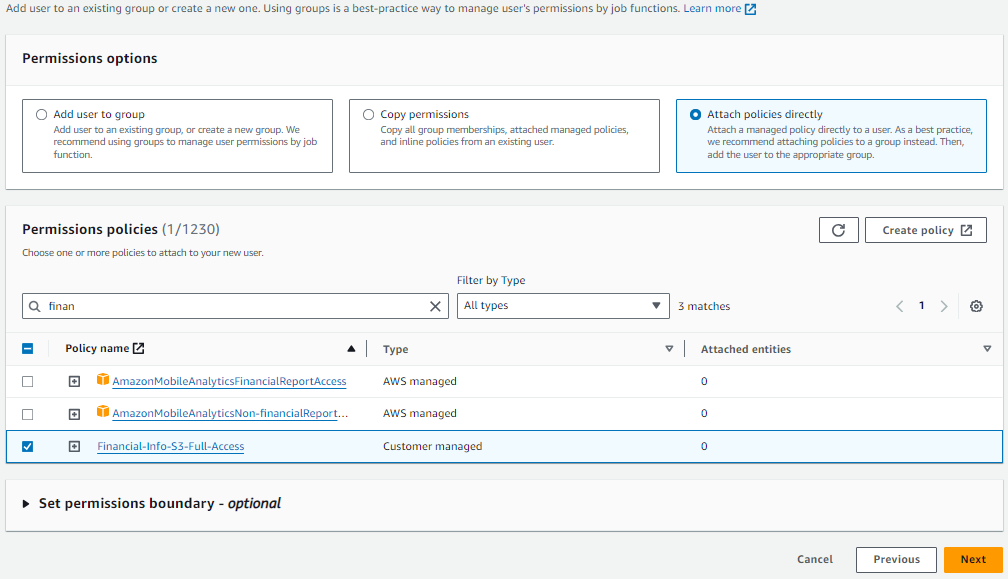 Add user to an existing group or create a new one. Using groups is a best-practice way to manage user's permissions by job functions. Learn more
Permissions options
Add user to group
Add user to an existing group, or create a new group. We
recommend using groups to manage user permissions by job
function.
Copy permissions
Copy all group memberships, attached managed policies,
and inline policies from an existing user.
Attach policies directly
Attach a managed policy directly to a user. As a best practice,
we recommend attaching policies to a group instead. Then,
add the user to the appropriate group.
Permissions policies (1/1230)
Create policy
Choose one or more policies to attach to your new user.
Filter by Type
finan
All types
3 matches
1
Policy name
Type
Attached entities
AmazonMobileAnalyticsFinancialReportAccess
AWS managed
0
AmazonMobileAnalyticsNon-financialReport...
AWS managed
0
Financial-Info-S3-Full-Access
Customer managed
0
Set permissions boundary - optional
Cancel
Previous
Next